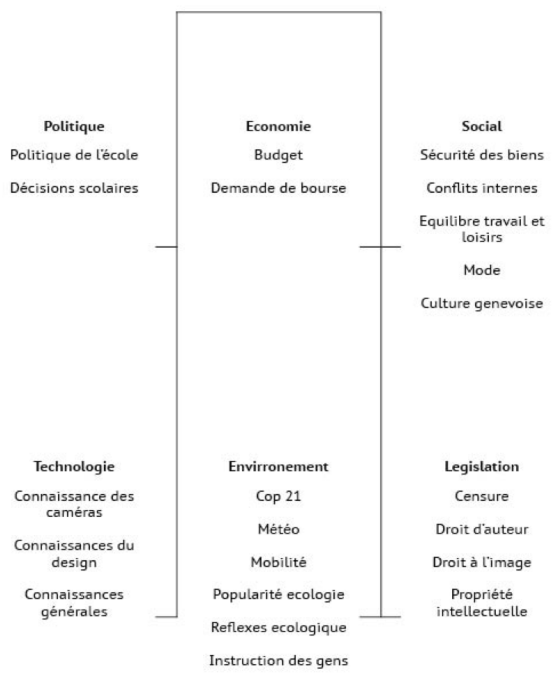 Politique
Politique de l'école
Décisions scolaires
Economie
Budget
Demande de bourse
Social
Sécurité des biens
Conflits internes
Equilibre travail et
loisirs
Mode
Culture genevoise
Technologie
Connaissance des
caméras
Connaissances du
design
Connaissances
générales
Envirronement
Cop 21
Météo
Mobilité
Popularité ecologie
Reflexes ecologique
Instruction des gens
Legislation
Censure
Droit d'auteur
Droit à l'image
Propriété
intellectuelle